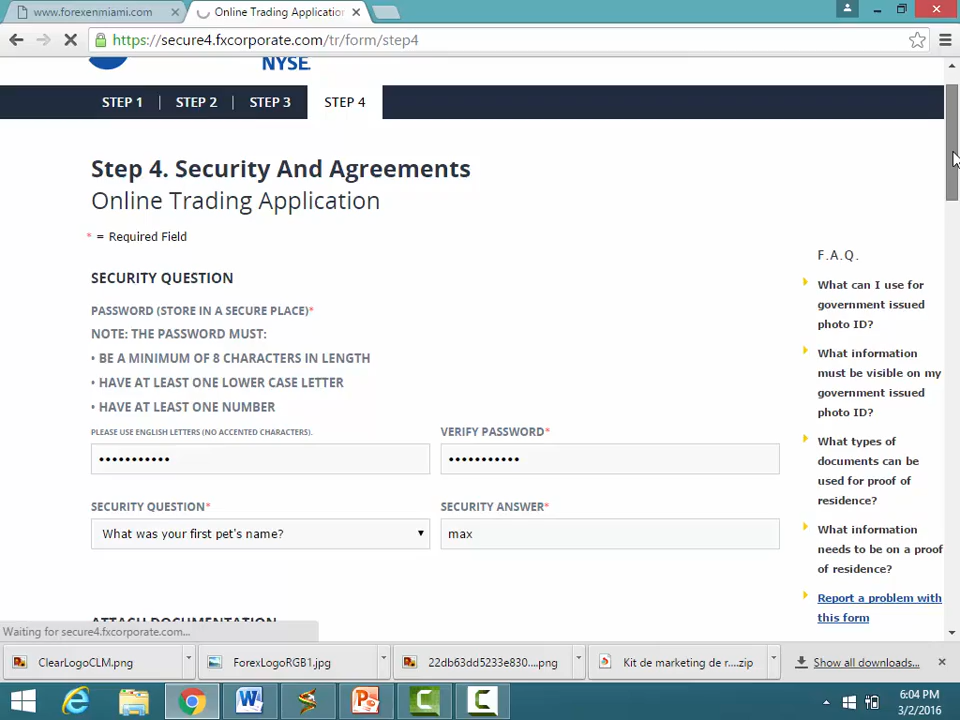 www.forexenmiami.com
Online Trading Application
https://secure4.fxcorporate.com/tr/form/step4
NYSE.
STEP 1 | STEP 2 | STEP 3 STEP 4
Step 4. Security And Agreements
Online Trading Application
* = Required Field
SECURITY QUESTION
PASSWORD (STORE IN A SECURE PLACE)*
NOTE: THE PASSWORD MUST:
• BE A MINIMUM OF 8 CHARACTERS IN LENGTH
• HAVE AT LEAST ONE LOWER CASE LETTER
• HAVE AT LEAST ONE NUMBER
PLEASE USE ENGLISH LETTERS (NO ACCENTED CHARACTERS).
VERIFY PASSWORD*
•••••••••••
•••••••••••
SECURITY QUESTION*
SECURITY ANSWER*
What was your first pet's name?
max
ATTACH DOCUMENTATION
F.A.Q.
What can I use for
government issued
photo ID?
What information
must be visible on my
government issued
photo ID?
What types of
documents can be
used for proof of
residence?
What information
needs to be on a proof
of residence?
Report a problem with
this form
Waiting for secure4.fxcorporate.com...
ClearLogoCLM.png
ForexLogoRGB1.jpg
22db63dd5233e830....png
Kit de marketing de r....zip
Show all downloads...
6:04 PM
3/2/2016